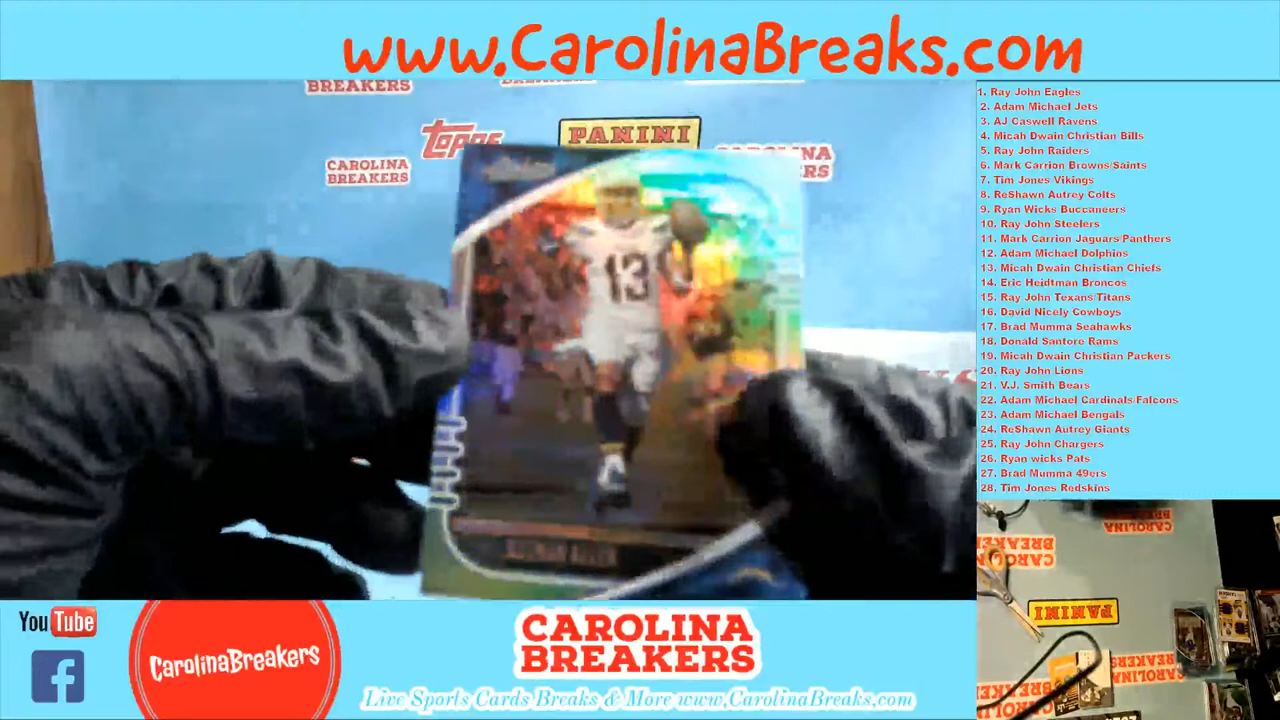 www.CarolinaBreaks.com
BREAKERS
BREAKERS
TOPPS
PANINI
CAROLINA
BREAKERS
13
1. Ray John Eagles
2. Adam Michael Jets
3. AJ Caswell Ravens
4. Micah Dwain Christian Bills
5. Ray John Raiders
6. Mark Carrion Browns/Saints
7. Tim Jones Vikings
8. ReShawn Autrey Colts
9. Ryan Wicks Buccaneers
10. Ray John Steelers
11. Mark Carrion Jaguars/Panthers
12. Adam Michael Dolphins
13. Micah Dwain Christian Chiefs
14. Eric Heidtman Broncos
15. Ray John Texans/Titans
16. David Nicely Cowboys
17. Brad Mumma Seahawks
18. Donald Santore Rams
19. Micah Dwain Christian Packers
20. Ray John Lions
21. V.J. Smith Bears
22. Adam Michael Cardinals/Falcons
23. Adam Michael Bengals
24. ReShawn Autrey Giants
25. Ray John Chargers
26. Ryan wicks Pats
27. Brad Mumma 49ers
28. Tim Jones Redskins
CAROLINA
BREAKERS
CAROLINA
BREAKERS
PANINI
YouTube
CarolinaBreakers
CAROLINA
BREAKERS
Live Sports Cards Breaks & More www.CarolinaBreaks.com